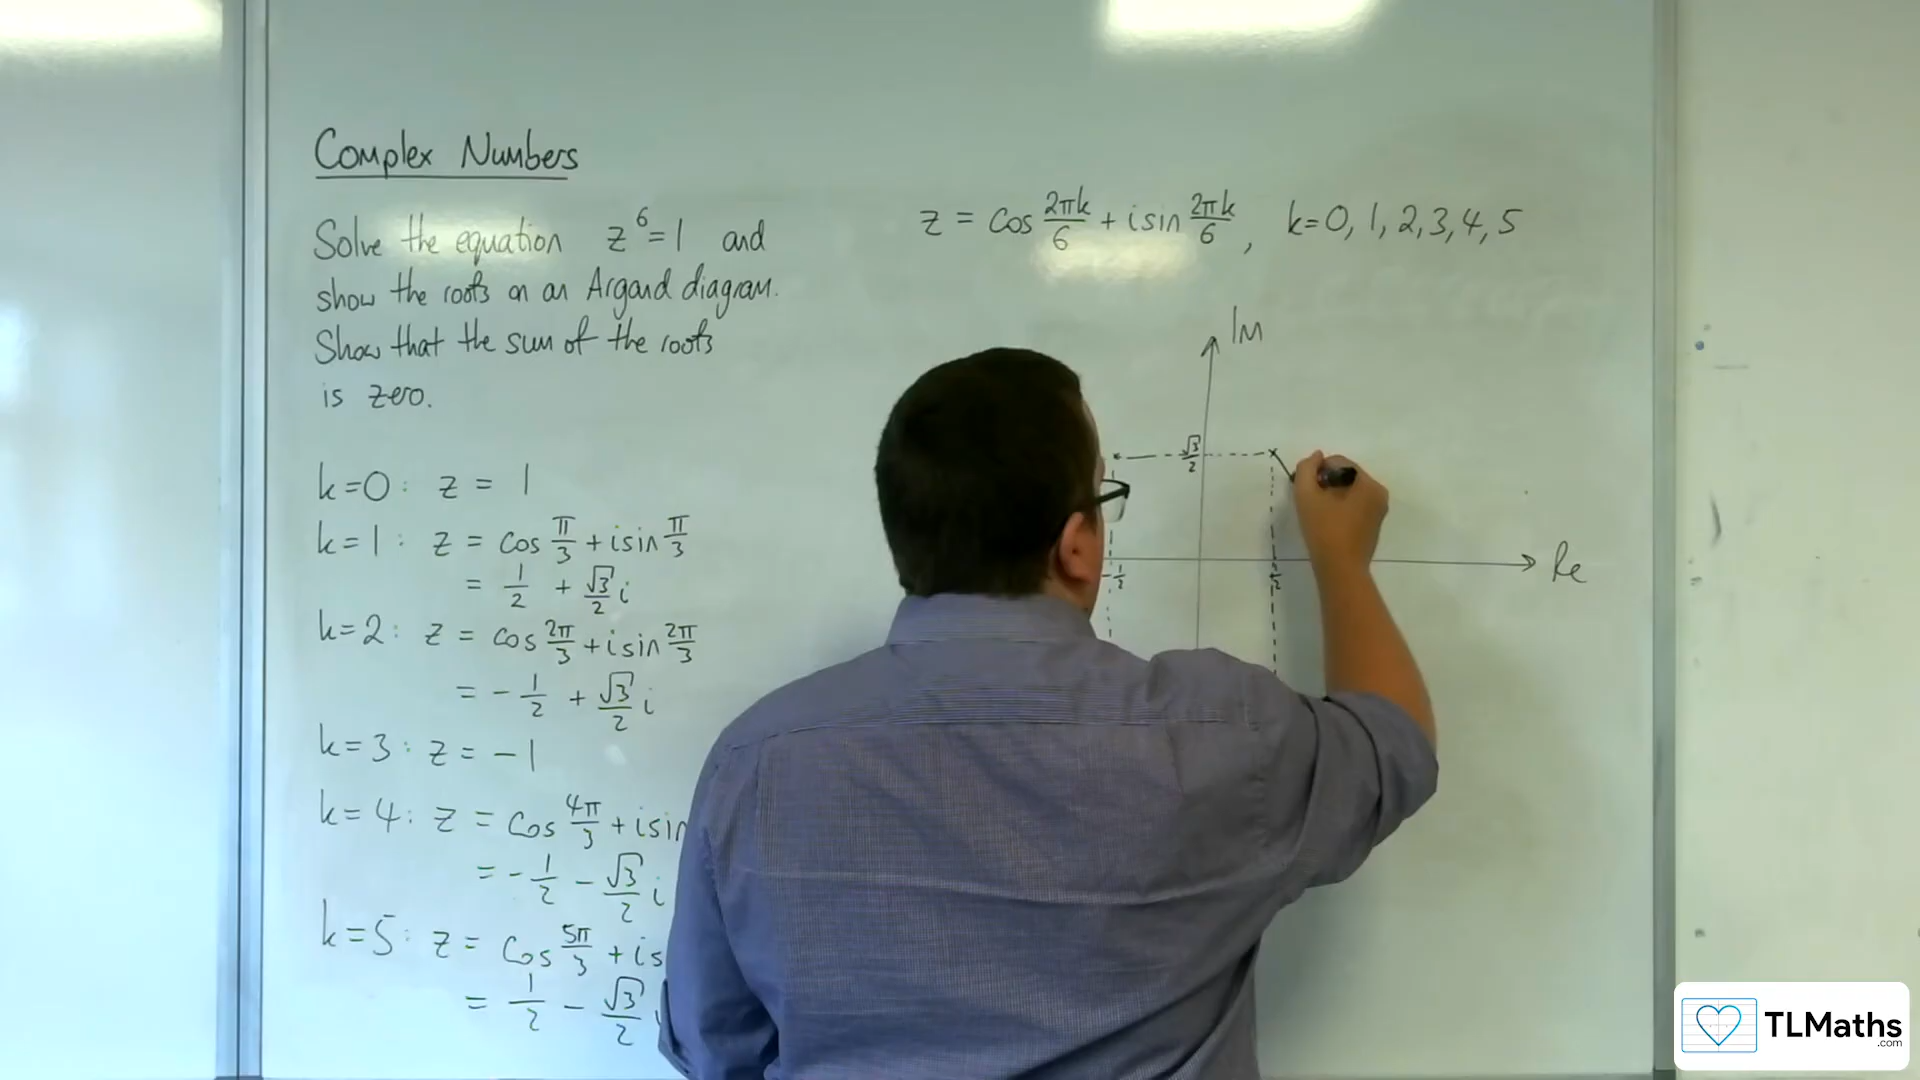 Complex Numbers
Solve the equation z⁶=1 and
show the roots on an Argand diagram.
Show that the sum of the roots
is zero.
k=0: z = 1
k=1: z = cos π/3 + i sin π/3
= 1/2 + √3/2 i
k=2: z = cos 2π/3 + i sin 2π/3
= -1/2 + √3/2 i
k=3: z = -1
k=4: z = cos 4π/3 + i sin
= -1/2 - √3/2 i
k=5: z = cos 5π/3 + is
= 1/2 - √3/2
z = cos 2πk/6 + i sin 2πk/6, k=0, 1, 2, 3, 4, 5
Im
√3/2
Re
-1/2
1/2
TLMaths
.com